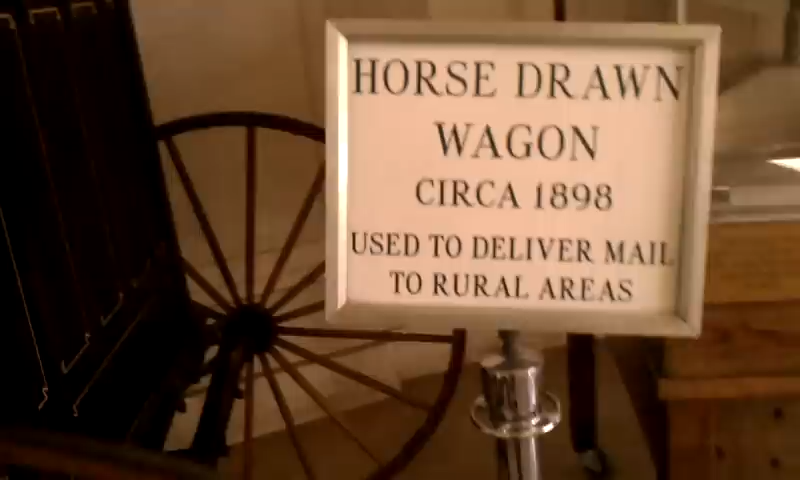 HORSE DRAWN
WAGON
CIRCA 1898
USED TO DELIVER MAIL
TO RURAL AREAS